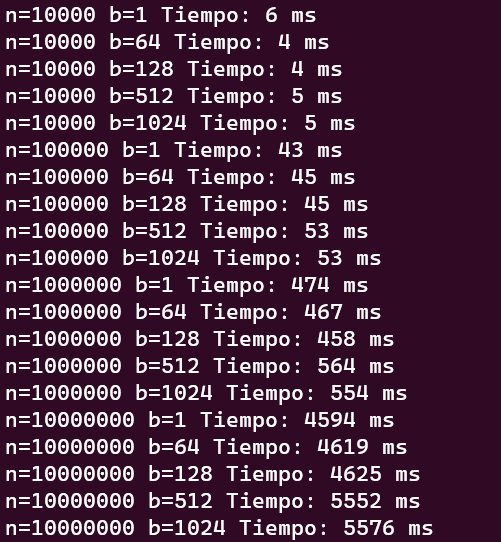 n=10000 b=1 Tiempo: 6 ms
n=10000 b=64 Tiempo: 4 ms
n=10000 b=128 Tiempo: 4 ms
n=10000 b=512 Tiempo: 5 ms
n=10000 b=1024 Tiempo: 5 ms
n=100000 b=1 Tiempo: 43 ms
n=100000 b=64 Tiempo: 45 ms
n=100000 b=128 Tiempo: 45 ms
n=100000 b=512 Tiempo: 53 ms
n=100000 b=1024 Tiempo: 53 ms
n=1000000 b=1 Tiempo: 474 ms
n=1000000 b=64 Tiempo: 467 ms
n=1000000 b=128 Tiempo: 458 ms
n=1000000 b=512 Tiempo: 564 ms
n=1000000 b=1024 Tiempo: 554 ms
n=10000000 b=1 Tiempo: 4594 ms
n=10000000 b=64 Tiempo: 4619 ms
n=10000000 b=128 Tiempo: 4625 ms
n=10000000 b=512 Tiempo: 5552 ms
n=10000000 b=1024 Tiempo: 5576 ms